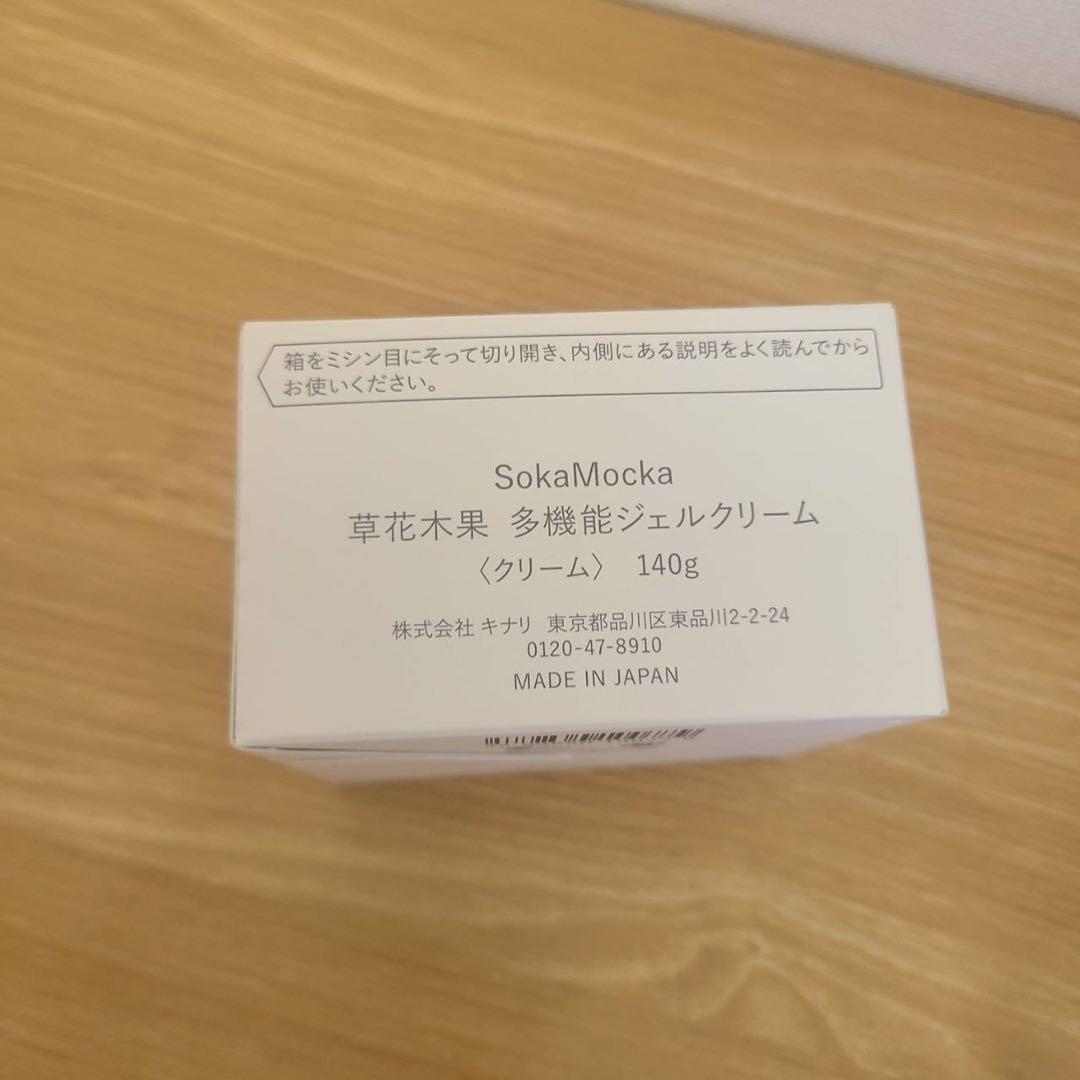 箱をミシン目にそって切り開き、内側にある説明をよく読んでから
お使いください。
SokaMocka
草花木果 多機能ジェルクリーム
〈クリーム〉 140g
株式会社 キナリ 東京都品川区東品川2-2-24
0120-47-8910
MADE IN JAPAN